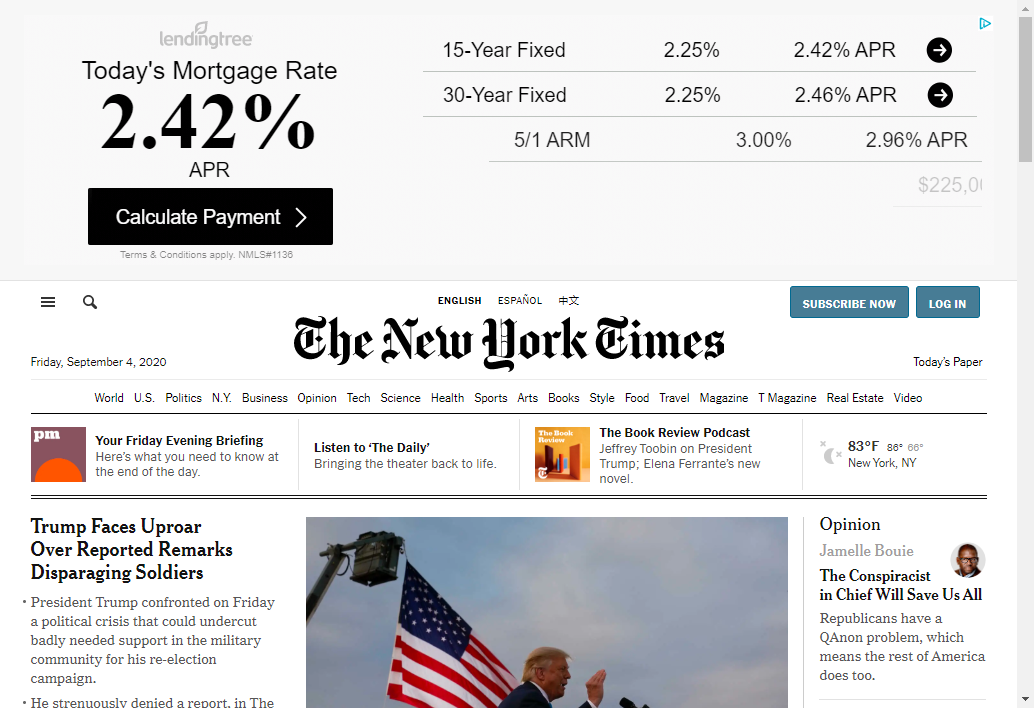 lendingtree
Today's Mortgage Rate
2.42%
APR
Calculate Payment
Terms & Conditions apply. NMLS#1136
15-Year Fixed 2.25% 2.42% APR
30-Year Fixed 2.25% 2.46% APR
5/1 ARM 3.00% 2.96% APR
$225,0
ENGLISH ESPAÑOL 中文
SUBSCRIBE NOW LOG IN
The New York Times
Friday, September 4, 2020
Today's Paper
World U.S. Politics N.Y. Business Opinion Tech Science Health Sports Arts Books Style Food Travel Magazine T Magazine Real Estate Video
pm
Your Friday Evening Briefing
Here's what you need to know at
the end of the day.
Listen to ‘The Daily’
Bringing the theater back to life.
The Book
Review
The Book Review Podcast
Jeffrey Toobin on President
Trump; Elena Ferrante's new
novel.
83°F 86° 66°
New York, NY
Trump Faces Uproar
Over Reported Remarks
Disparaging Soldiers
• President Trump confronted on Friday
a political crisis that could undercut
badly needed support in the military
community for his re-election
campaign.
• He strenuously denied a report, in The
Opinion
Jamelle Bouie
The Conspiracist
in Chief Will Save Us All
Republicans have a
QAnon problem, which
means the rest of America
does too.